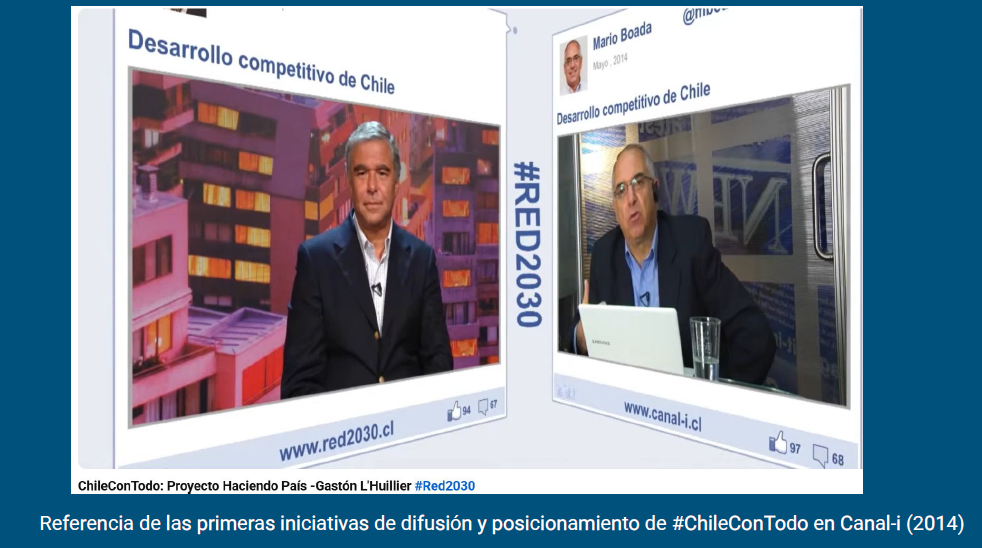 Desarrollo competitivo de Chile
www.red2030.cl
94
67
#RED2030
Mario Boada
Mayo , 2014
Desarrollo competitivo de Chile
www.canal-i.cl
97
68
ChileConTodo: Proyecto Haciendo País -Gastón L'Huillier #Red2030
Referencia de las primeras iniciativas de difusión y posicionamiento de #ChileConTodo en Canal-i (2014)